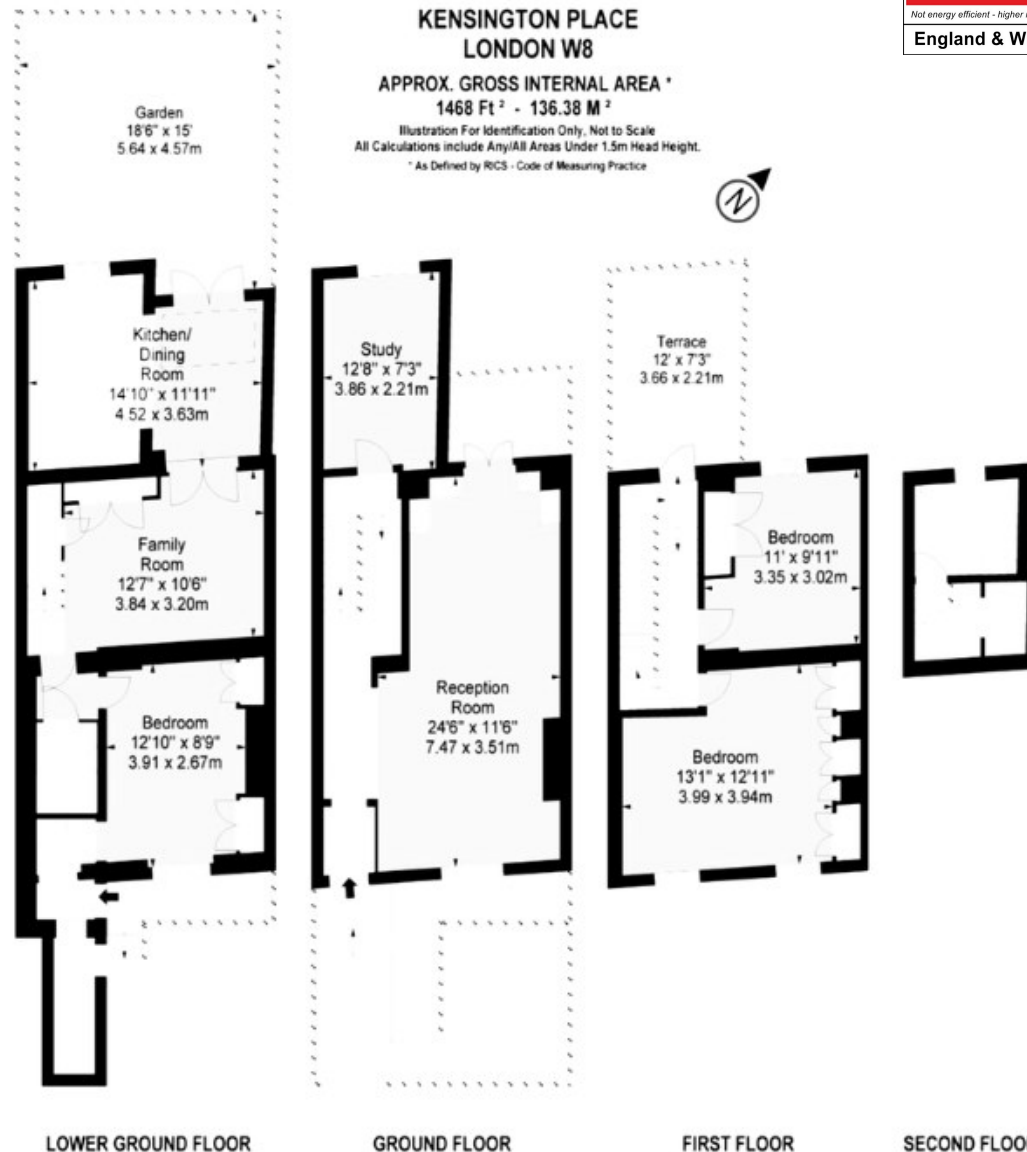 KENSINGTON PLACE
LONDON W8
APPROX. GROSS INTERNAL AREA *
1468 Ft ² - 136.38 M ²
Illustration For Identification Only, Not to Scale
All Calculations include Any/All Areas Under 1.5m Head Height.
* As Defined by RICS - Code of Measuring Practice
Not energy efficient - higher
England & W
N
Garden
18'6" x 15'
5.64 x 4.57m
Kitchen/
Dining
Room
14'10" x 11'11"
4.52 x 3.63m
Family
Room
12'7" x 10'6"
3.84 x 3.20m
Bedroom
12'10" x 8'9"
3.91 x 2.67m
Study
12'8" x 7'3"
3.86 x 2.21m
Reception
Room
24'6" x 11'6"
7.47 x 3.51m
Terrace
12' x 7'3"
3.66 x 2.21m
Bedroom
11' x 9'11"
3.35 x 3.02m
Bedroom
13'1" x 12'11"
3.99 x 3.94m
LOWER GROUND FLOOR
GROUND FLOOR
FIRST FLOOR
SECOND FLOO